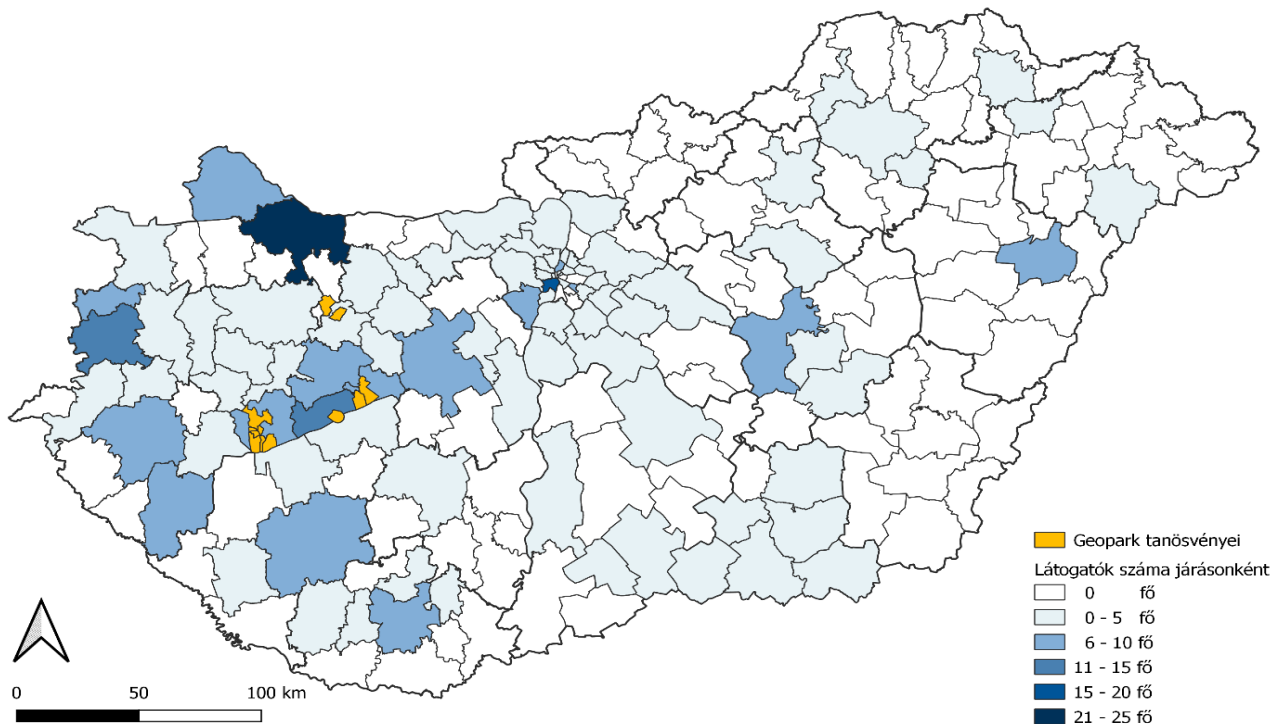 Geopark tanösvényei
Látogatók száma járásonként
0 fő
0 - 5 fő
6 - 10 fő
11 - 15 fő
15 - 20 fő
21 - 25 fő
0 50 100 km